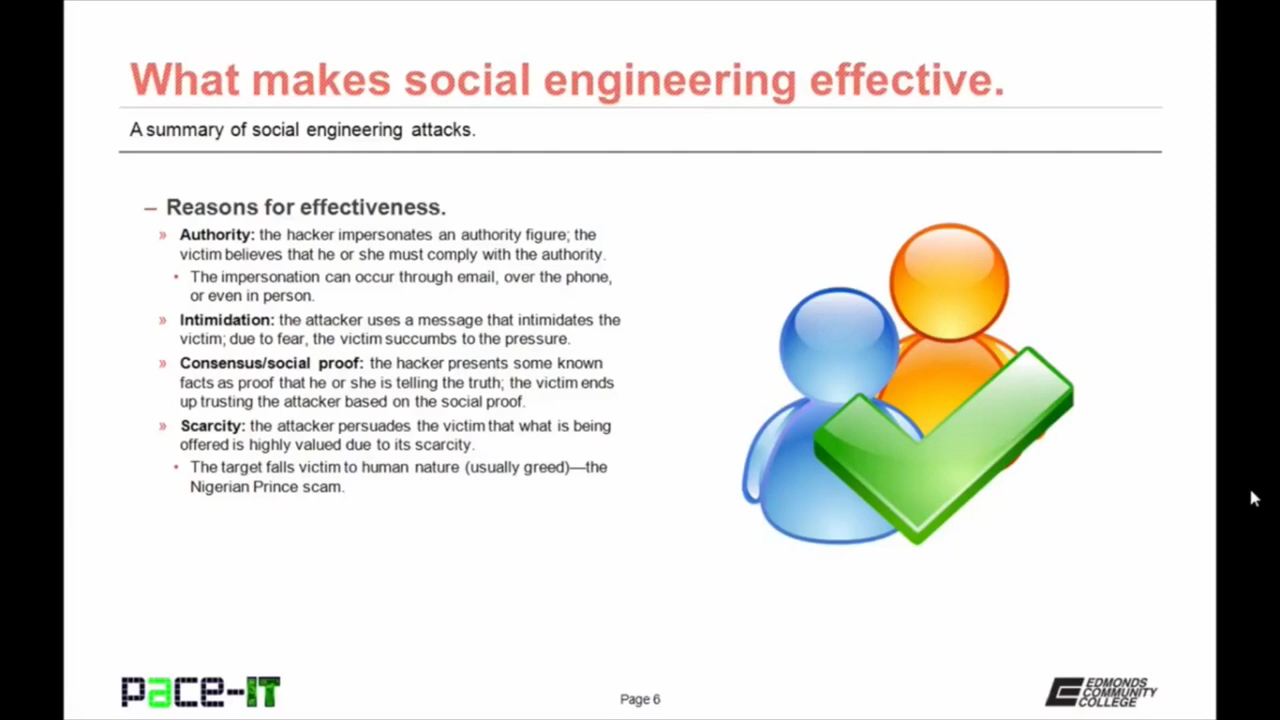 What makes social engineering effective.
A summary of social engineering attacks.
– Reasons for effectiveness.
» Authority: the hacker impersonates an authority figure; the
victim believes that he or she must comply with the authority.
• The impersonation can occur through email, over the phone,
or even in person.
» Intimidation: the attacker uses a message that intimidates the
victim; due to fear, the victim succumbs to the pressure.
» Consensus/social proof: the hacker presents some known
facts as proof that he or she is telling the truth; the victim ends
up trusting the attacker based on the social proof.
» Scarcity: the attacker persuades the victim that what is being
offered is highly valued due to its scarcity.
• The target falls victim to human nature (usually greed)—the
Nigerian Prince scam.
pace-IT
Page 6
EDMONDS
COMMUNITY
COLLEGE